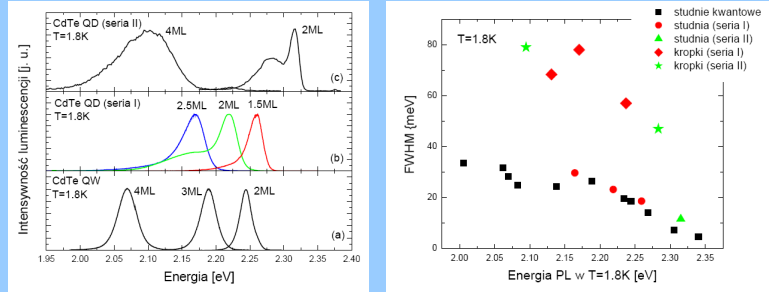 CdTe QD (seria II)
T=1.8K
4ML
2ML
(c)
CdTe QD (seria I)
T=1.8K
2.5ML
2ML
1.5ML
(b)
CdTe QW
T=1.8K
4ML
3ML
2ML
(a)
Intensywność luminescencji [j. u.]
1.95 2.00 2.05 2.10 2.15 2.20 2.25 2.30 2.35 2.40
Energia [eV]
T=1.8K
studnie kwantowe
studnia (seria I)
studnia (seria II)
kropki (seria I)
kropki (seria II)
80
60
40
20
0
FWHM {meV]
2.00 2.05 2.10 2.15 2.20 2.25 2.30 2.35
Energia PL w T=1.8K [eV]